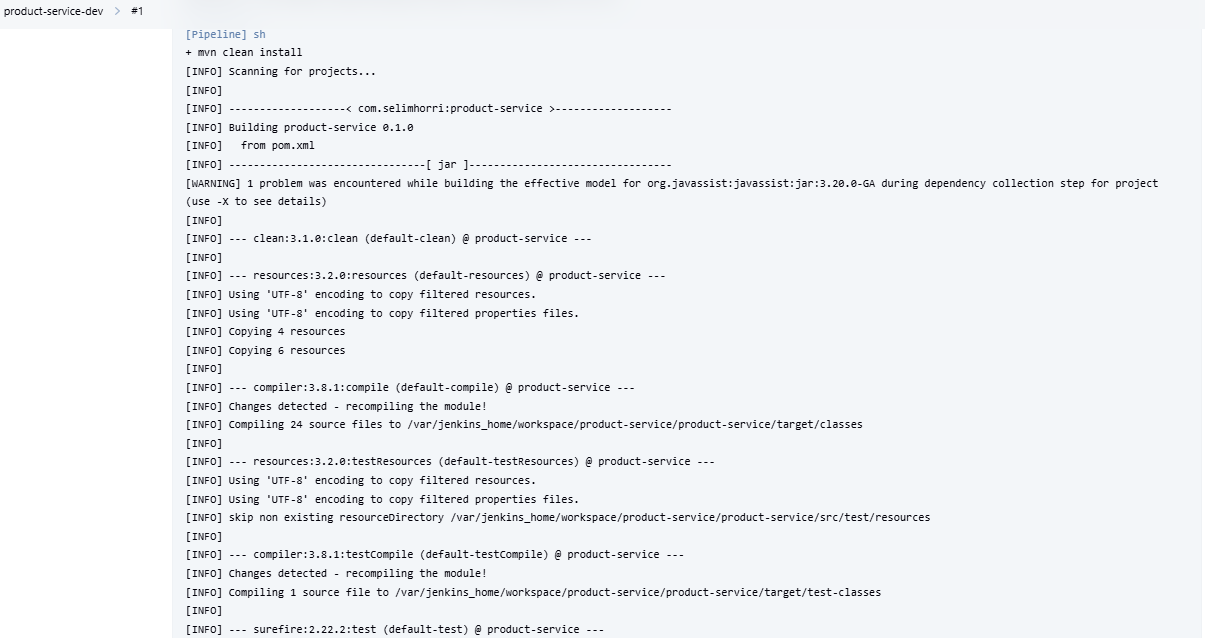 product-service-dev > #1
[Pipeline] sh
+ mvn clean install
[INFO] Scanning for projects...
[INFO]
[INFO] -------------------< com.selimhorri:product-service >-------------------
[INFO] Building product-service 0.1.0
[INFO]   from pom.xml
[INFO] --------------------------------[ jar ]---------------------------------
[WARNING] 1 problem was encountered while building the effective model for org.javassist:javassist:jar:3.20.0-GA during dependency collection step for project
(use -X to see details)
[INFO]
[INFO] --- clean:3.1.0:clean (default-clean) @ product-service ---
[INFO]
[INFO] --- resources:3.2.0:resources (default-resources) @ product-service ---
[INFO] Using 'UTF-8' encoding to copy filtered resources.
[INFO] Using 'UTF-8' encoding to copy filtered properties files.
[INFO] Copying 4 resources
[INFO] Copying 6 resources
[INFO]
[INFO] --- compiler:3.8.1:compile (default-compile) @ product-service ---
[INFO] Changes detected - recompiling the module!
[INFO] Compiling 24 source files to /var/jenkins_home/workspace/product-service/product-service/target/classes
[INFO]
[INFO] --- resources:3.2.0:testResources (default-testResources) @ product-service ---
[INFO] Using 'UTF-8' encoding to copy filtered resources.
[INFO] Using 'UTF-8' encoding to copy filtered properties files.
[INFO] skip non existing resourceDirectory /var/jenkins_home/workspace/product-service/product-service/src/test/resources
[INFO]
[INFO] --- compiler:3.8.1:testCompile (default-testCompile) @ product-service ---
[INFO] Changes detected - recompiling the module!
[INFO] Compiling 1 source file to /var/jenkins_home/workspace/product-service/product-service/target/test-classes
[INFO]
[INFO] --- surefire:2.22.2:test (default-test) @ product-service ---